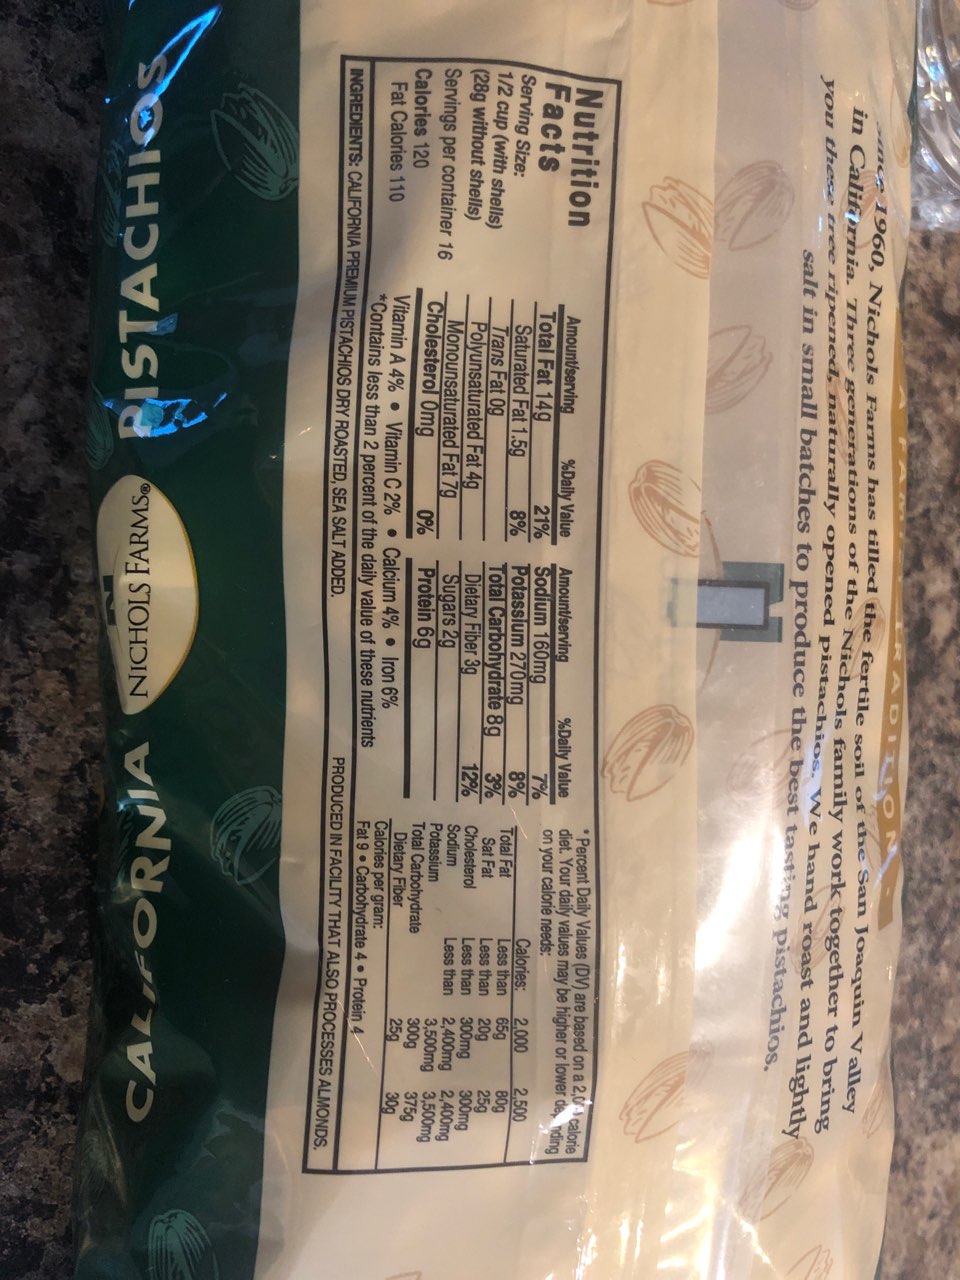 since 1960, Nichols Farms has tilled the fertile soil of the San Joaquin Valley
in California. Three generations of the Nichols family work together to bring
you these tree ripened, naturally opened pistachios. We hand roast and lightly
salt in small batches to produce the best tasting pistachios.
Nutrition
Facts
Serving Size:
1/2 cup (with shells)
(28g without shells)
Servings per container 16
Calories 120
Fat Calories 110
Amount/serving %Daily Value
Total Fat 14g 21%
Saturated Fat 1.5g 8%
Trans Fat 0g
Polyunsaturated Fat 4g
Monounsaturated Fat 7g
Cholesterol 0mg 0%
Amount/serving %Daily Value
Sodium 160mg 7%
Potassium 270mg 8%
Total Carbohydrate 8g 3%
Dietary Fiber 3g 12%
Sugars 2g
Protein 6g
Vitamin A 4% • Vitamin C 2% • Calcium 4% • Iron 6%
*Contains less than 2 percent of the daily value of these nutrients
*Percent Daily Values (DV) are based on a calorie
diet. Your daily values may be higher or lower depending
on your calorie needs:
Calories: 2,000 2,500
Total Fat Less than 65g 80g
Sat Fat Less than 20g 25g
Cholesterol Less than 300mg 300mg
Sodium Less than 2,400mg 2,400mg
Potassium 3,500mg 3,500mg
Total Carbohydrate 300g 375g
Dietary Fiber 25g 30g
Calories per gram:
Fat 9 • Carbohydrate 4 • Protein 4
INGREDIENTS: CALIFORNIA PREMIUM PISTACHIOS DRY ROASTED, SEA SALT ADDED. PRODUCED IN FACILITY THAT ALSO PROCESSES ALMONDS.
PISTACHIOS NICHOLS FARMS® CALIFORNIA